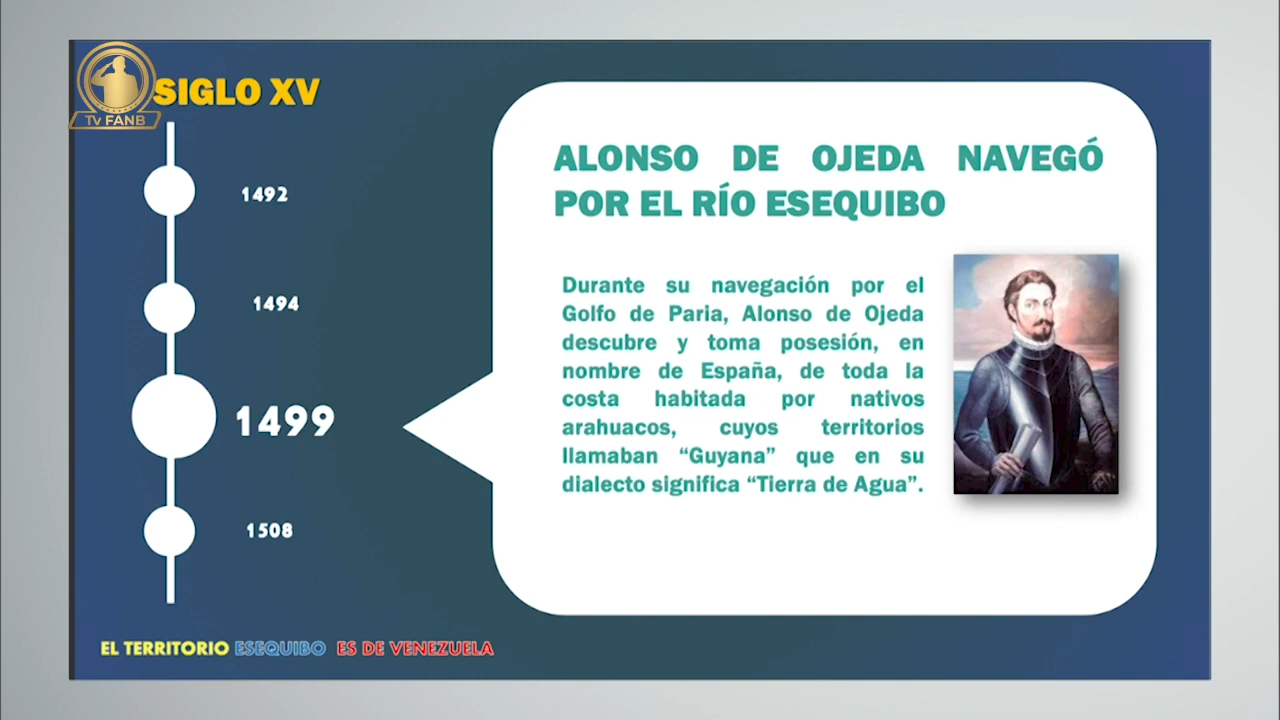 SIGLO XV
Tv FANB
1492
1494
1499
1508
ALONSO DE OJEDA NAVEGÓ
POR EL RÍO ESEQUIBO
Durante su navegación por el
Golfo de Paria, Alonso de Ojeda
descubre y toma posesión, en
nombre de España, de toda la
costa habitada por nativos
arahuacos, cuyos territorios
llamaban “Guyana” que en su
dialecto significa “Tierra de Agua”.
EL TERRITORIO ESEQUIBO ES DE VENEZUELA